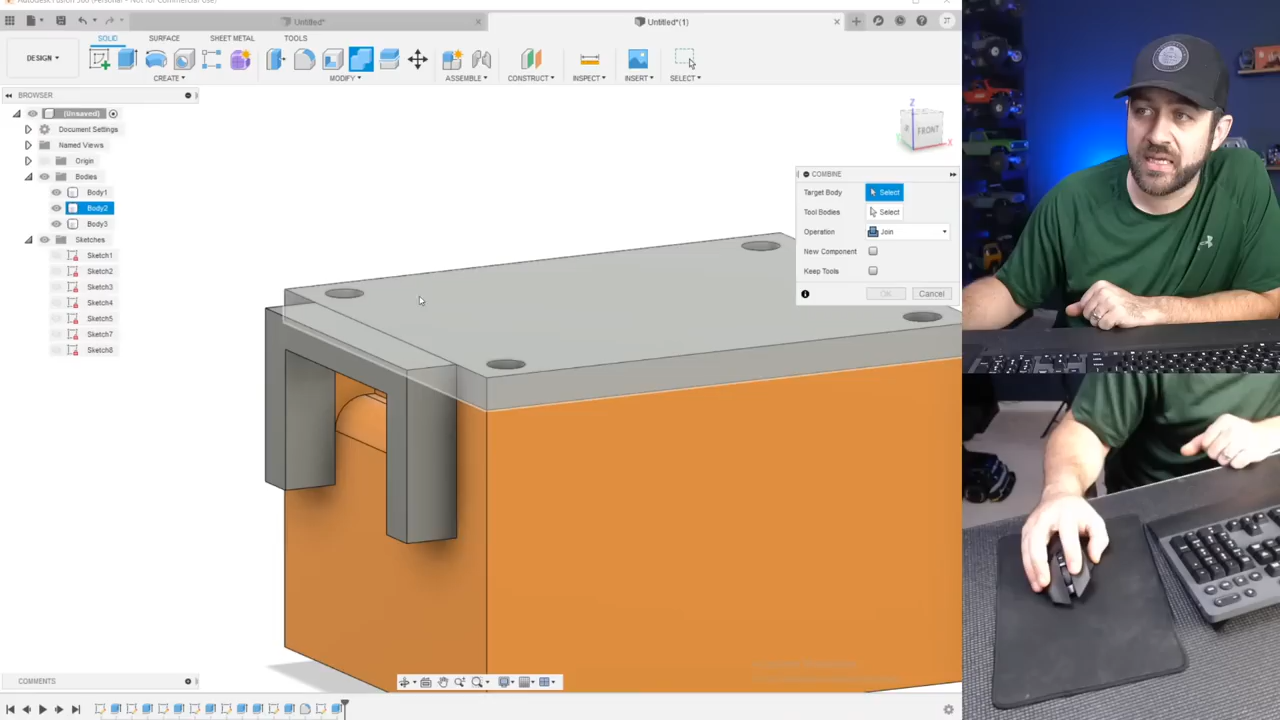 Autodesk Fusion 360 (Personal - Not for Commercial Use)
Untitled*
Untitled*(1)
JT
DESIGN
SOLID
SURFACE
SHEET METAL
TOOLS
CREATE
MODIFY
ASSEMBLE
CONSTRUCT
INSPECT
INSERT
SELECT
BROWSER
(Unsaved)
Document Settings
Named Views
Origin
Bodies
Body1
Body2
Body3
Sketches
Sketch1
Sketch2
Sketch3
Sketch4
Sketch5
Sketch7
Sketch8
Z
FRONT
X
COMBINE
Target Body Select
Tool Bodies Select
Operation Join
New Component
Keep Tools
OK Cancel
COMMENTS